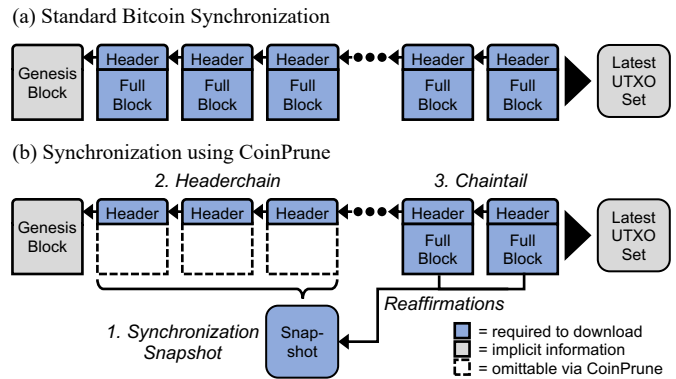 (a) Standard Bitcoin Synchronization
Genesis
Block
Header
Full
Block
Header
Full
Block
Header
Full
Block
Header
Full
Block
Header
Full
Block
Latest
UTXO
Set
(b) Synchronization using CoinPrune
2. Headerchain
3. Chaintail
Genesis
Block
Header
Header
Header
Header
Full
Block
Header
Full
Block
Latest
UTXO
Set
Reaffirmations
1. Synchronization
Snapshot
Snap-
shot
= required to download
= implicit information
= omittable via CoinPrune